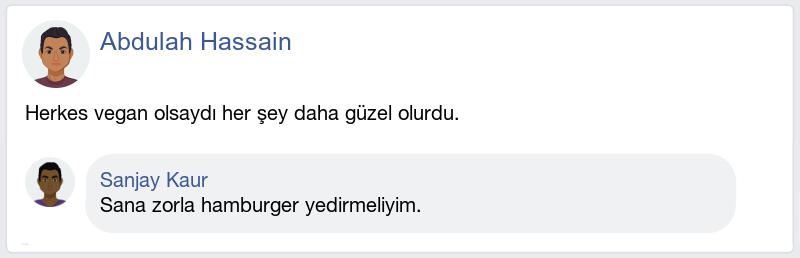 Abdulah Hassain
Herkes vegan olsaydı her şey daha güzel olurdu.
Sanjay Kaur
Sana zorla hamburger yedirmeliyim.